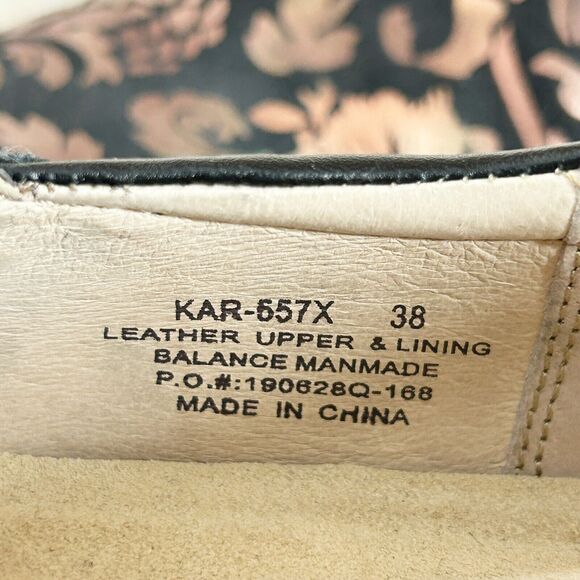 KAR-557X 38
LEATHER UPPER & LINING
BALANCE MANMADE
P.O.#:190628Q-168
MADE IN CHINA